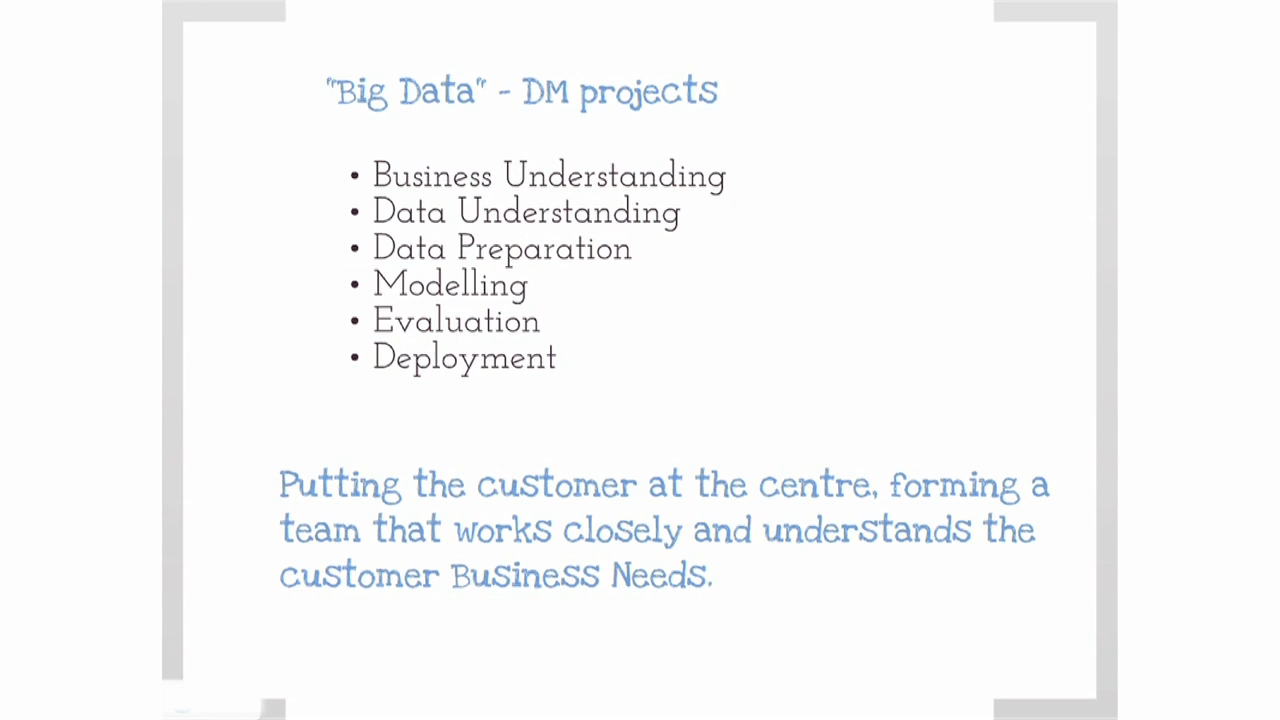 "Big Data" - DM projects
• Business Understanding
• Data Understanding
• Data Preparation
• Modelling
• Evaluation
• Deployment
Putting the customer at the centre, forming a
team that works closely and understands the
customer Business Needs.